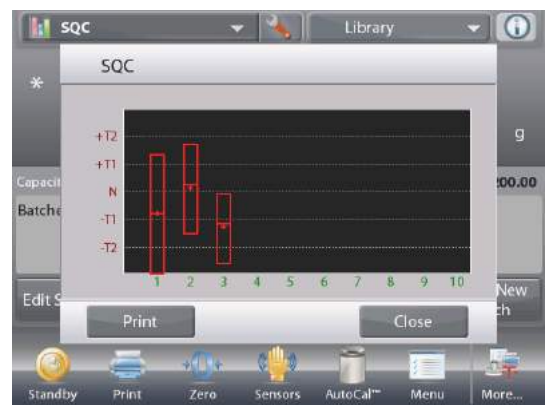 SQC
Library
SQC
*
g
+T2
+T1
N
-T1
-T2
1 2 3 4 5 6 7 8 9 10
Capacit
200.00
Batche
Edit S
New
ch
Print
Close
Standby
Print
Zero
Sensors
AutoCal™
Menu
More...